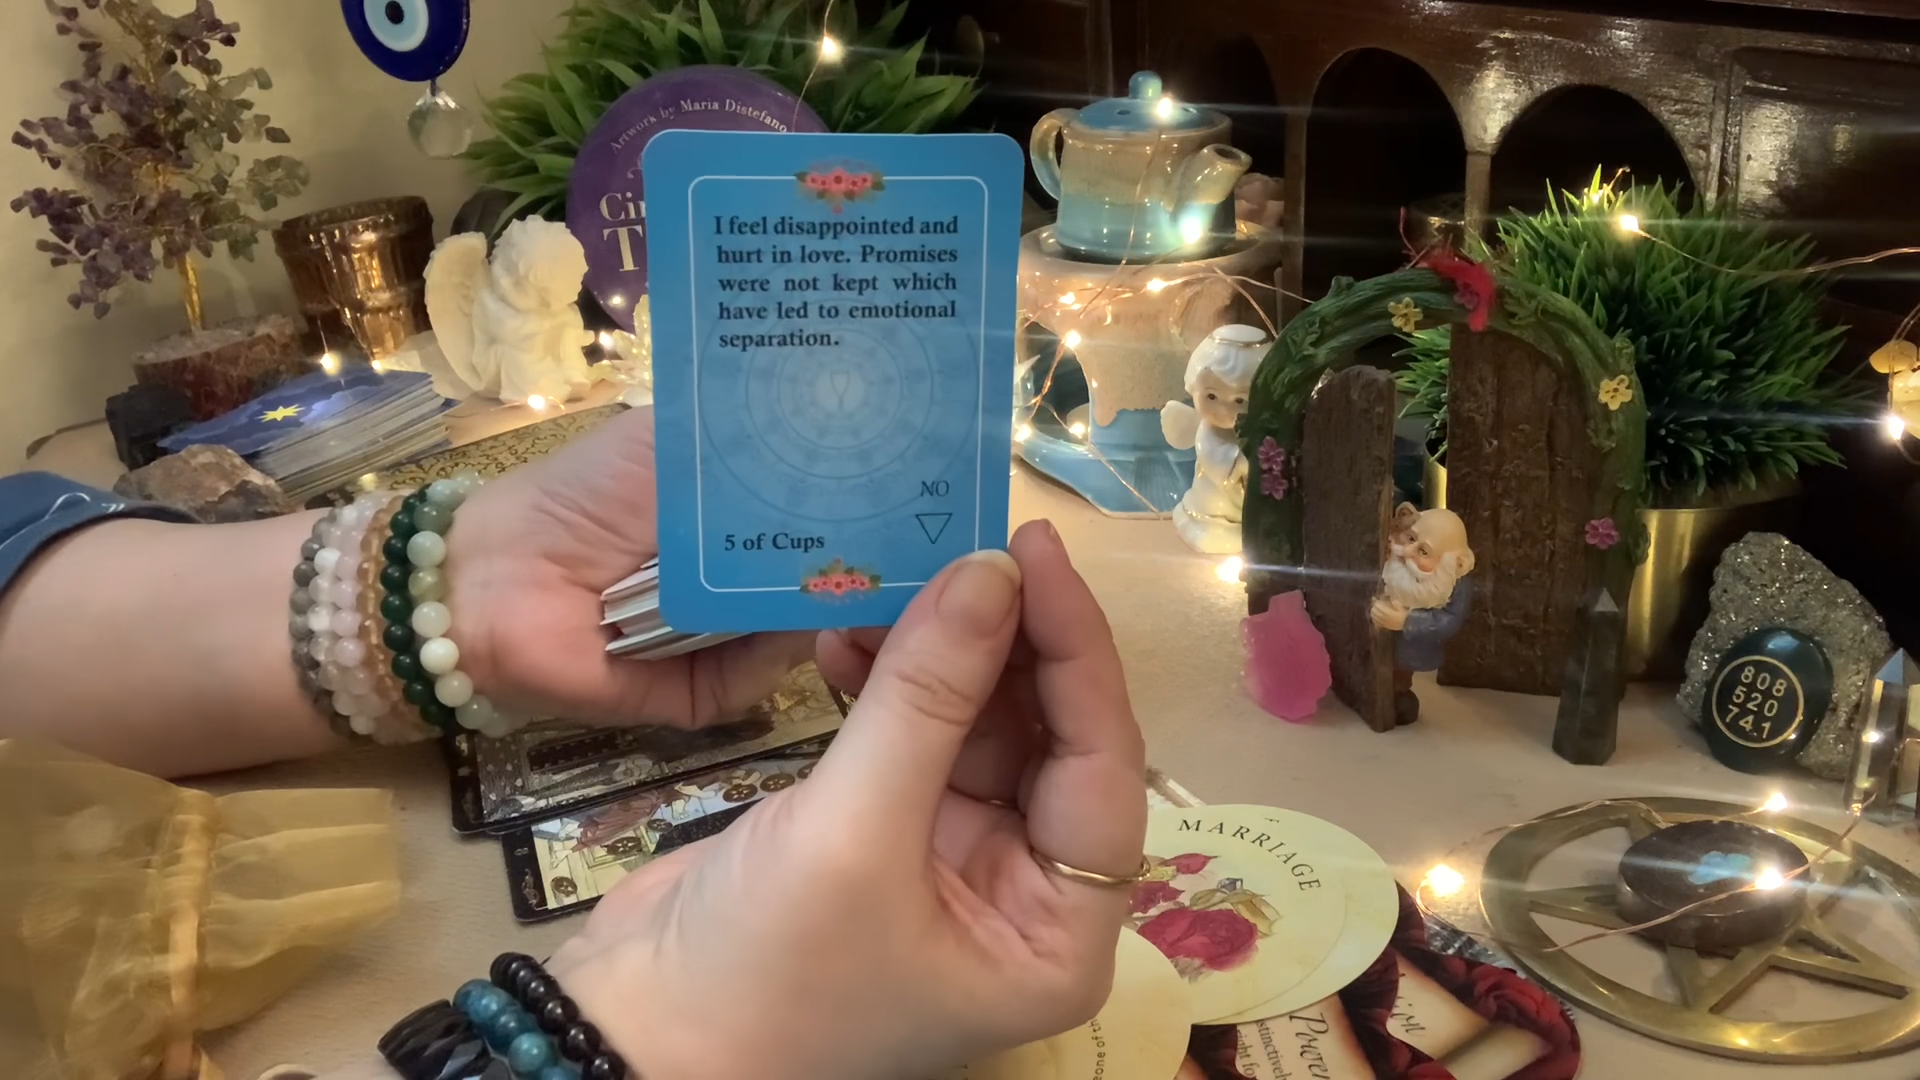 Artwork by Maria Distefano
I feel disappointed and
hurt in love. Promises
were not kept which
have led to emotional
separation.
NO
5 of Cups
808
520
741
MARRIAGE